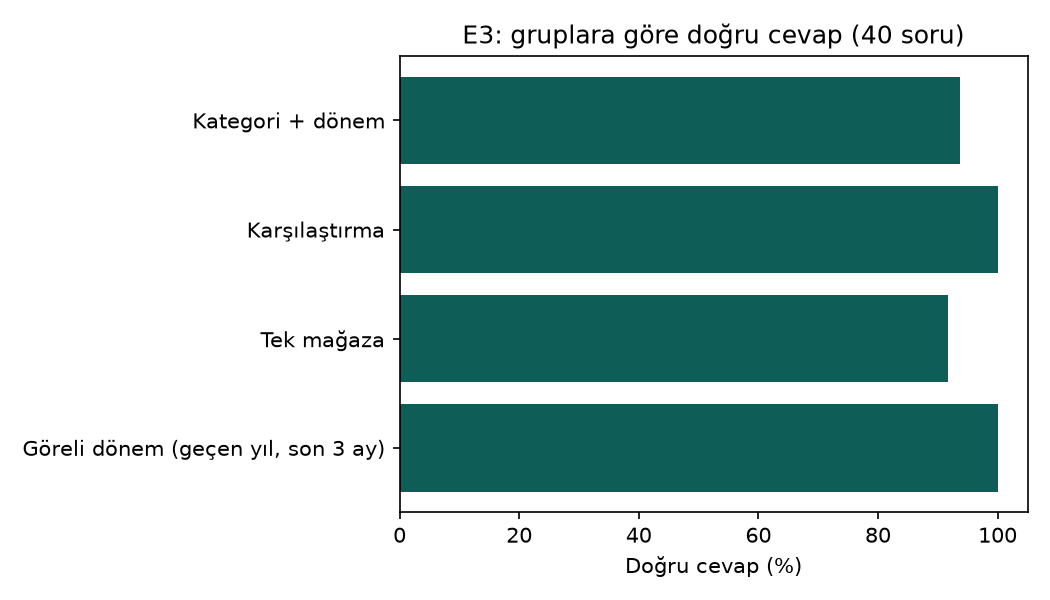 E3: gruplara göre doğru cevap (40 soru)
Kategori + dönem
Karşılaştırma
Tek mağaza
Göreli dönem (geçen yıl, son 3 ay)
0 20 40 60 80 100
Doğru cevap (%)